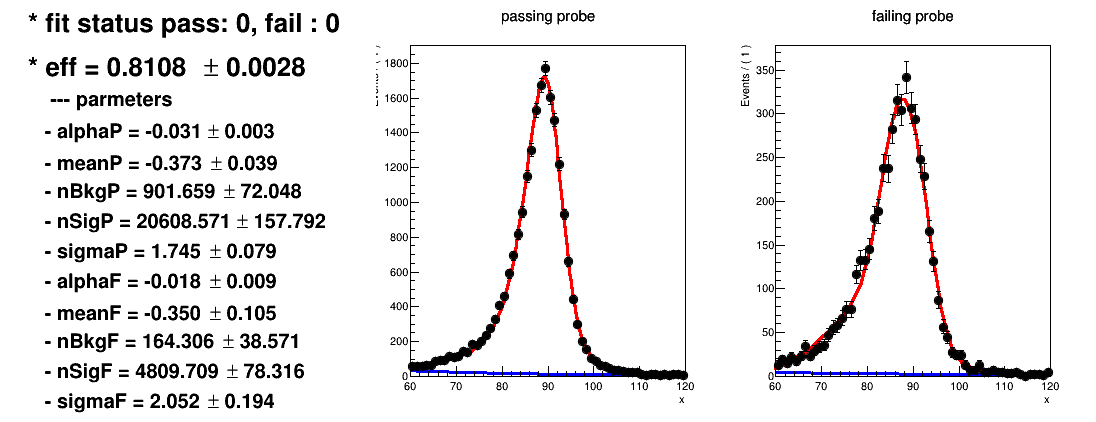 * fit status pass: 0, fail : 0
* eff = 0.8108 ± 0.0028
--- parmeters
- alphaP = -0.031 ± 0.003
- meanP = -0.373 ± 0.039
- nBkgP = 901.659 ± 72.048
- nSigP = 20608.571 ± 157.792
- sigmaP = 1.745 ± 0.079
- alphaF = -0.018 ± 0.009
- meanF = -0.350 ± 0.105
- nBkgF = 164.306 ± 38.571
- nSigF = 4809.709 ± 78.316
- sigmaF = 2.052 ± 0.194
passing probe
1800
1600
1400
1200
1000
800
600
400
200
0
60 70 80 90 100 110 120
x
failing probe
Events / ( 1 )
350
300
250
200
150
100
50
0
60 70 80 90 100 110 120
x